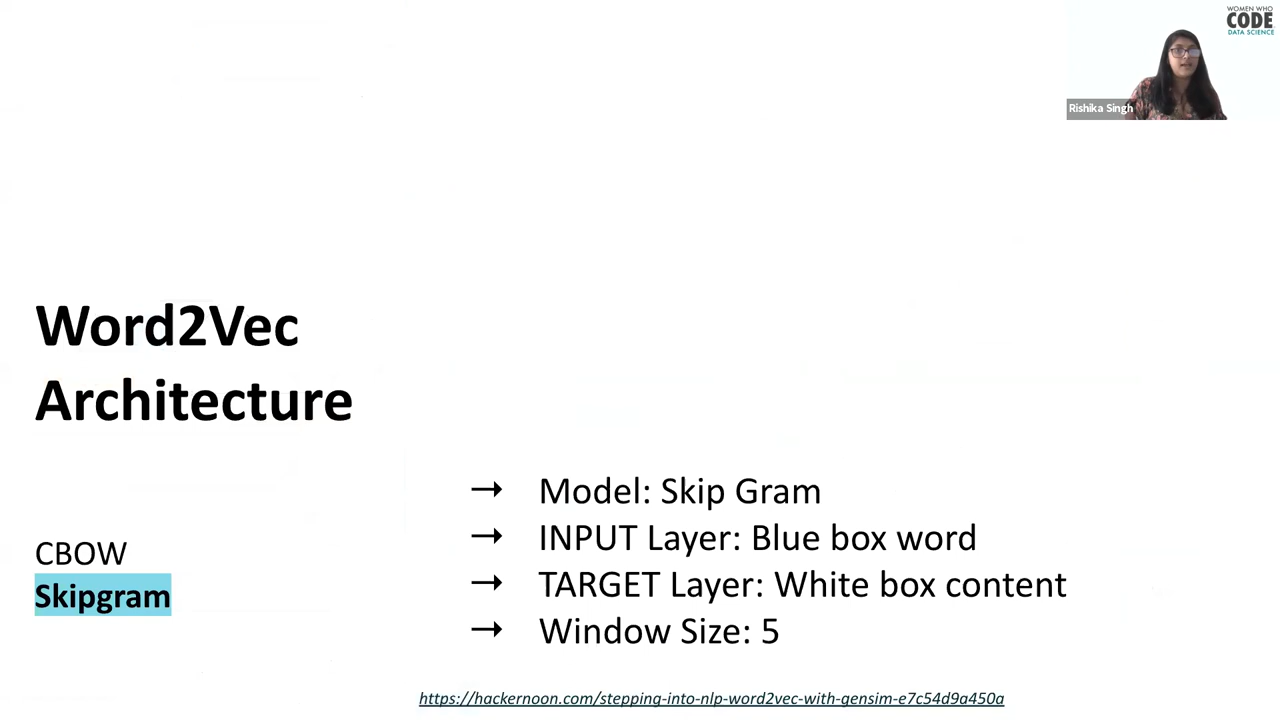 WOMEN WHO
CODE
DATA SCIENCE
Rishika Singh
Word2Vec
Architecture
CBOW
Skipgram
→ Model: Skip Gram
→ INPUT Layer: Blue box word
→ TARGET Layer: White box content
→ Window Size: 5
https://hackernoon.com/stepping-into-nlp-word2vec-with-gensim-e7c54d9a450a